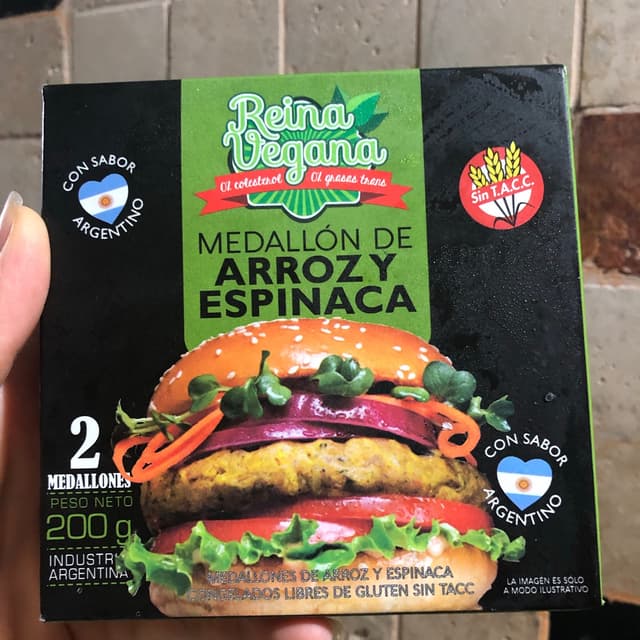 Reina
Vegana
0% colesterol 0% grasas trans
CON SABOR
ARGENTINO
Sin T.A.C.C.
MEDALLÓN DE
ARROZ Y
ESPINACA
2
MEDALLONES
PESO NETO
200 g
INDUSTRIA
ARGENTINA
CON SABOR
ARGENTINO
MEDALLONES DE ARROZ Y ESPINACA
CONGELADOS LIBRES DE GLUTEN SIN TACC
LA IMAGEN ES SOLO
A MODO ILUSTRATIVO